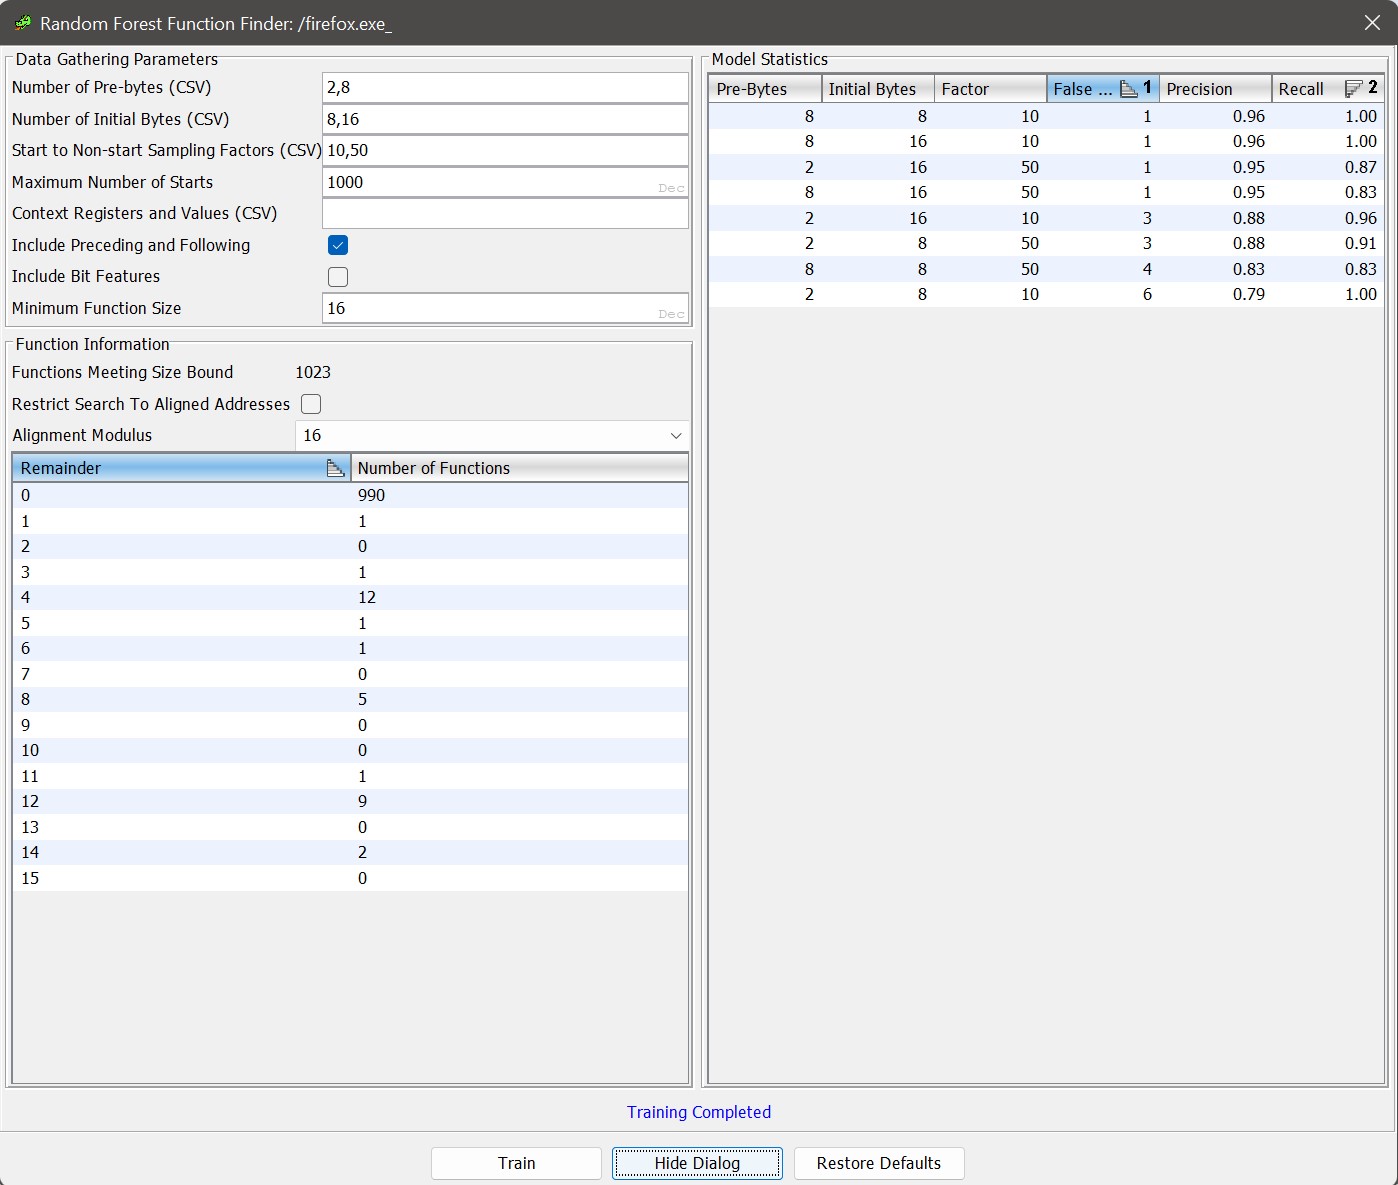 Random Forest Function Finder: /firefox.exe_
Data Gathering Parameters
Number of Pre-bytes (CSV) 2,8
Number of Initial Bytes (CSV) 8,16
Start to Non-start Sampling Factors (CSV) 10,50
Maximum Number of Starts 1000 Dec
Context Registers and Values (CSV)
Include Preceding and Following
Include Bit Features
Minimum Function Size 16 Dec
Function Information
Functions Meeting Size Bound 1023
Restrict Search To Aligned Addresses
Alignment Modulus 16
Remainder Number of Functions
0 990
1 1
2 0
3 1
4 12
5 1
6 1
7 0
8 5
9 0
10 0
11 1
12 9
13 0
14 2
15 0
Model Statistics
Pre-Bytes Initial Bytes Factor False ... 1 Precision Recall 2
8 8 10 1 0.96 1.00
8 16 10 1 0.96 1.00
2 16 50 1 0.95 0.87
8 16 50 1 0.95 0.83
2 16 10 3 0.88 0.96
2 8 50 3 0.88 0.91
8 8 50 4 0.83 0.83
2 8 10 6 0.79 1.00
Training Completed
Train Hide Dialog Restore Defaults